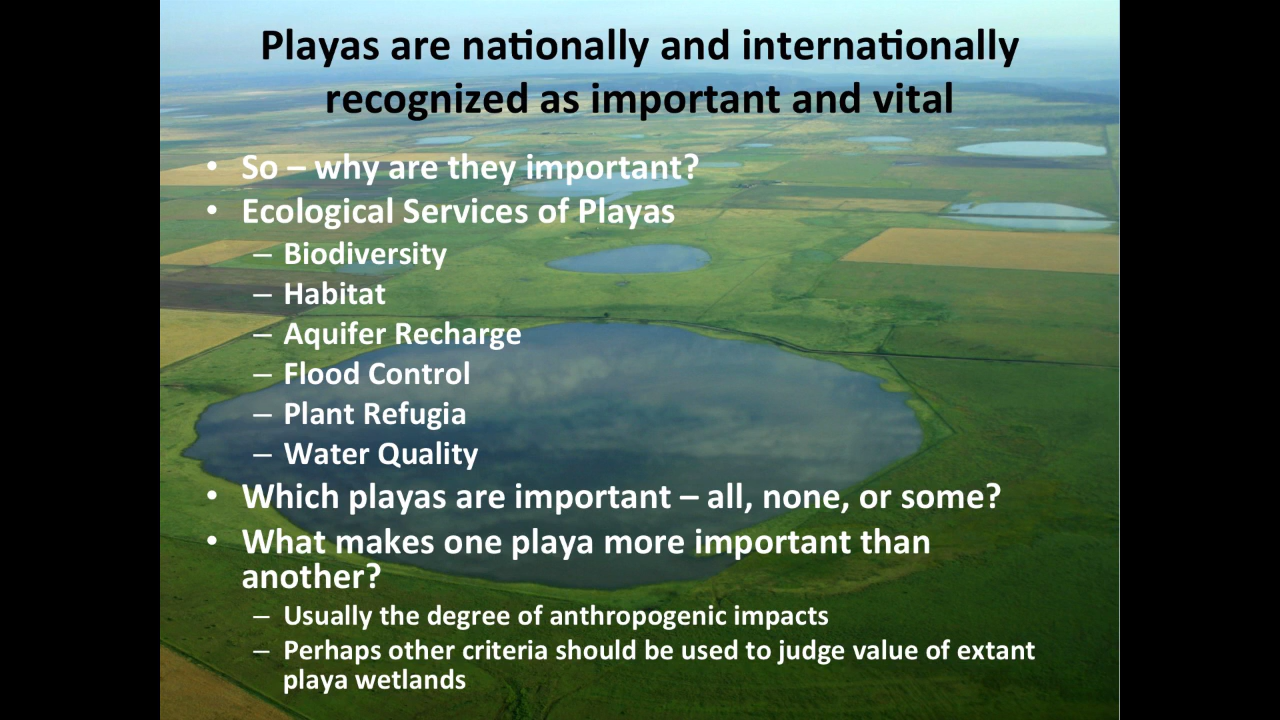 Playas are nationally and internationally
recognized as important and vital
• So – why are they important?
• Ecological Services of Playas
– Biodiversity
– Habitat
– Aquifer Recharge
– Flood Control
– Plant Refugia
– Water Quality
• Which playas are important – all, none, or some?
• What makes one playa more important than
another?
– Usually the degree of anthropogenic impacts
– Perhaps other criteria should be used to judge value of extant
playa wetlands